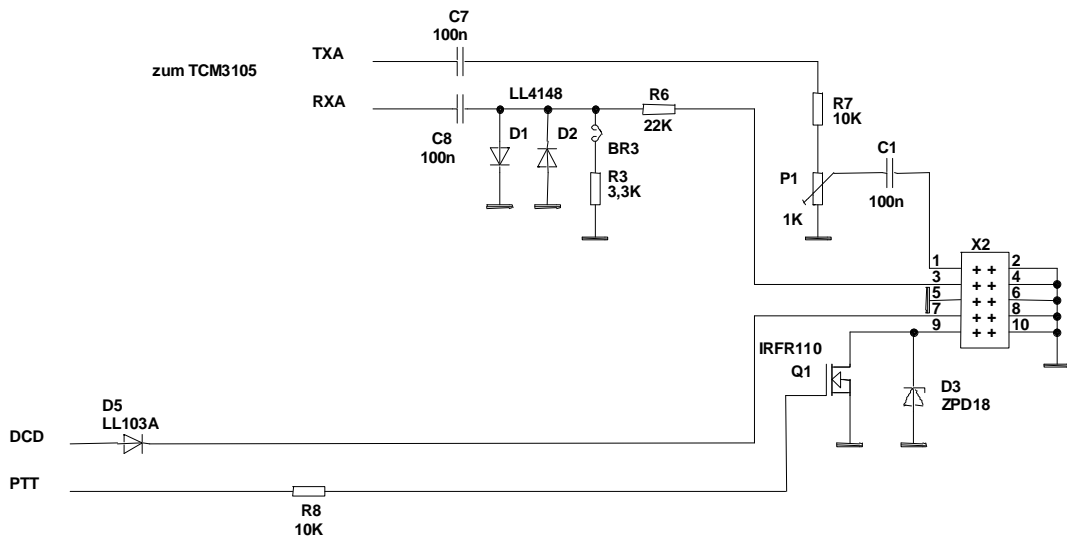 C7
100n
TXA
zum TCM3105
RXA
LL4148
R6
22K
R7
10K
C8
100n
D1
D2
BR3
R3
3,3K
C1
100n
P1
1K
X2
1
2
3
4
5
6
7
8
9
10
IRFR110
Q1
D3
ZPD18
D5
LL103A
DCD
PTT
R8
10K